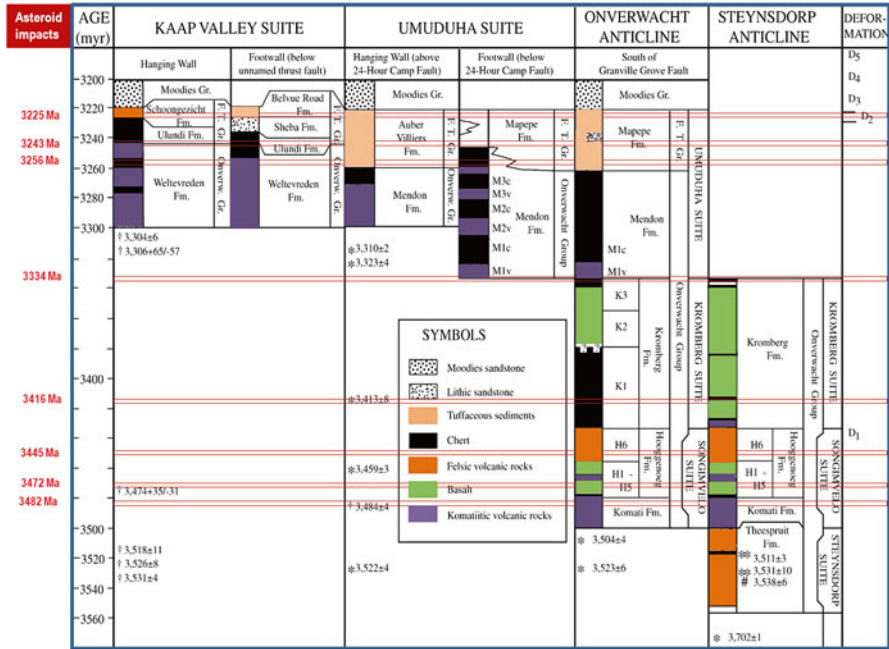 Asteroid
impacts
AGE
(myr)
KAAP VALLEY SUITE
UMUDUHA SUITE
ONVERWACHT
ANTICLINE
STEYNSDORP
ANTICLINE
DEFOR-
MATION
Hanging Wall
Footwall (below
unnamed thrust fault)
Hanging Wall (above
24-Hour Camp Fault)
Footwall (below
24-Hour Camp Fault)
South of
Granville Grove Fault
D5
D4
D3
D2
D1
3200
3220
3240
3260
3280
3300
3400
3500
3520
3540
3560
3225 Ma
3243 Ma
3256 Ma
3334 Ma
3416 Ma
3445 Ma
3472 Ma
3482 Ma
Moodies Gr.
Schoongezicht
Fm.
Ulundi Fm.
Weltevreden
Fm.
F. T. Gr.
Onverw. Gr.
† 3,304±6
† 3,306+65/-57
† 3,474+35/-31
† 3,518±11
† 3,526±8
† 3,531±4
Belvue Road
Fm.
Sheba Fm.
Ulundi Fm.
Weltevreden
Fm.
F. T. Gr.
Onverw. Gr.
Moodies Gr.
Auber
Villiers
Fm.
Mendon
Fm.
F. T. Gr.
Onverw. Gr.
* 3,310±2
* 3,323±4
* 3,413±8
* 3,459±3
† 3,484±4
* 3,522±4
Mapepe
Fm.
M3c
M3v
M2c
M2v
M1c
M1v
Mendon
Fm.
F. T. Gr.
Onverwacht Group
Moodies Gr.
Mapepe
Fm.
Mendon
Fm.
M1c
M1v
F. T. Gr.
UMUDUHA SUITE
K3
K2
K1
Kromberg Fm.
Onverwacht Group
KROMBERG SUITE
H6
H1 -
H5
Hooggenoeg
Fm.
Komati Fm.
SONGIMVELO
SUITE
* 3,504±4
* 3,523±6
Kromberg
Fm.
Onverwacht Group
KROMBERG SUITE
H6
H1 -
H5
Hooggenoeg
Fm.
Komati Fm.
SONGIMVELO
SUITE
Theespruit
Fm.
** 3,511±3
** 3,531±10
# 3,538±6
STEYNSDORP
SUITE
* 3,702±1
SYMBOLS
Moodies sandstone
Lithic sandstone
Tuffaceous sediments
Chert
Felsic volcanic rocks
Basalt
Komatiitic volcanic rocks